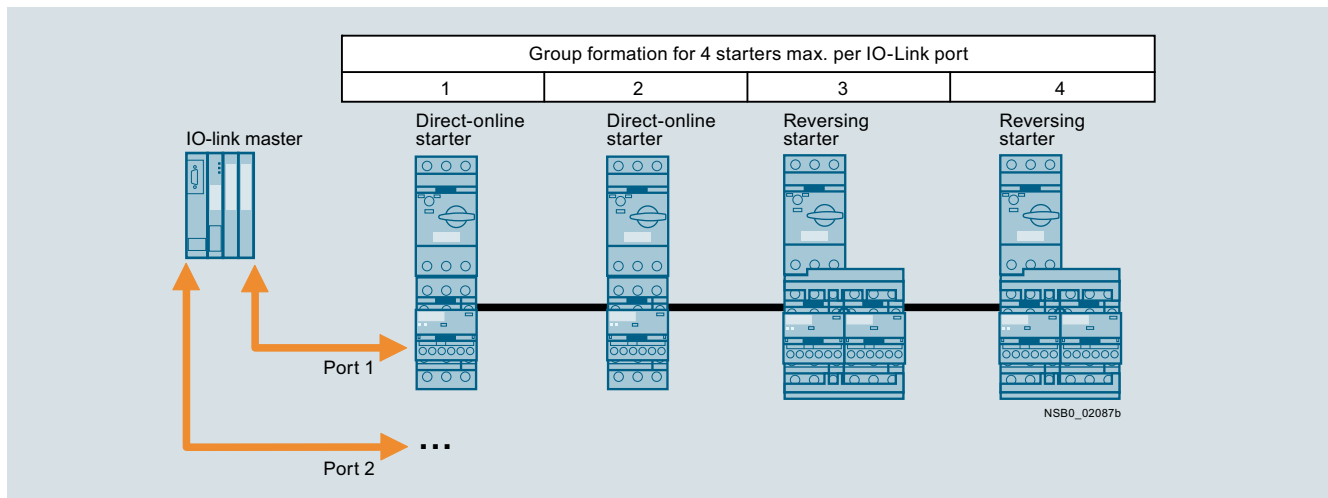 Group formation for 4 starters max. per IO-Link port
1 2 3 4
Direct-online
starter
Direct-online
starter
Reversing
starter
Reversing
starter
IO-link master
Port 1
NSB0_02087b
...
Port 2